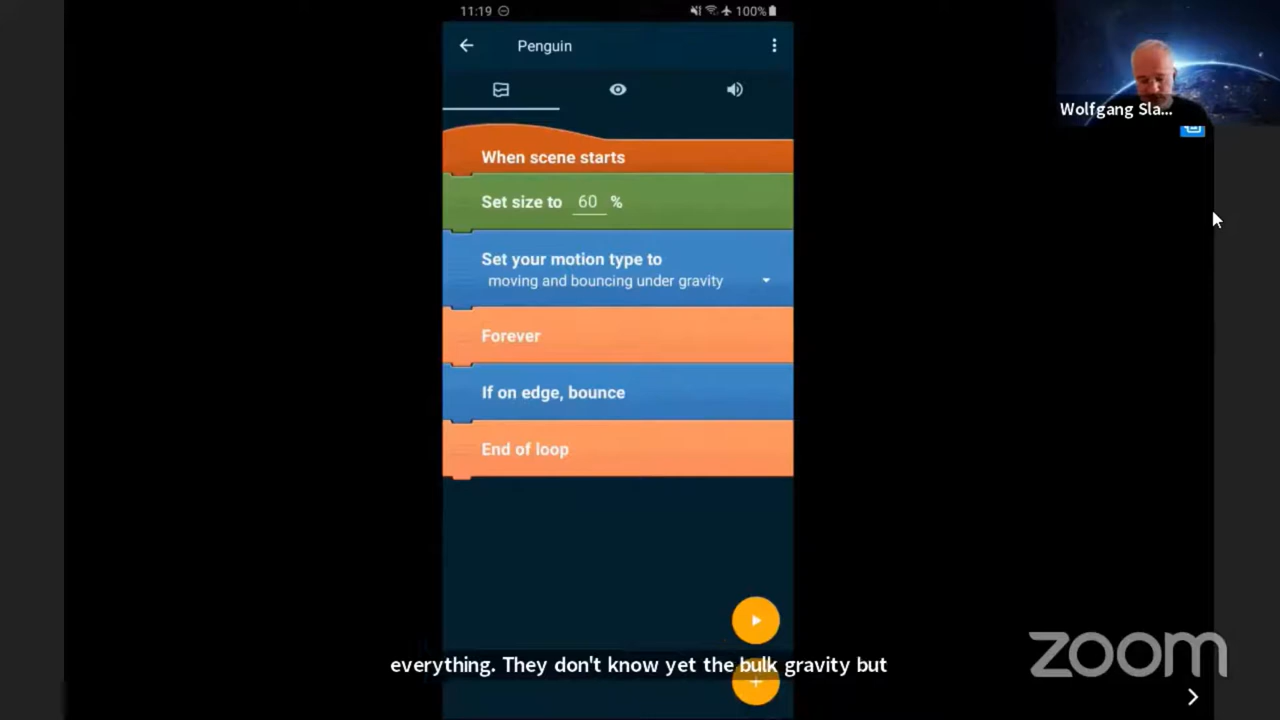 11:19
100%
Penguin
Wolfgang Sla...
When scene starts
Set size to 60 %
Set your motion type to
moving and bouncing under gravity
Forever
If on edge, bounce
End of loop
everything. They don't know yet the bulk gravity but
zoom